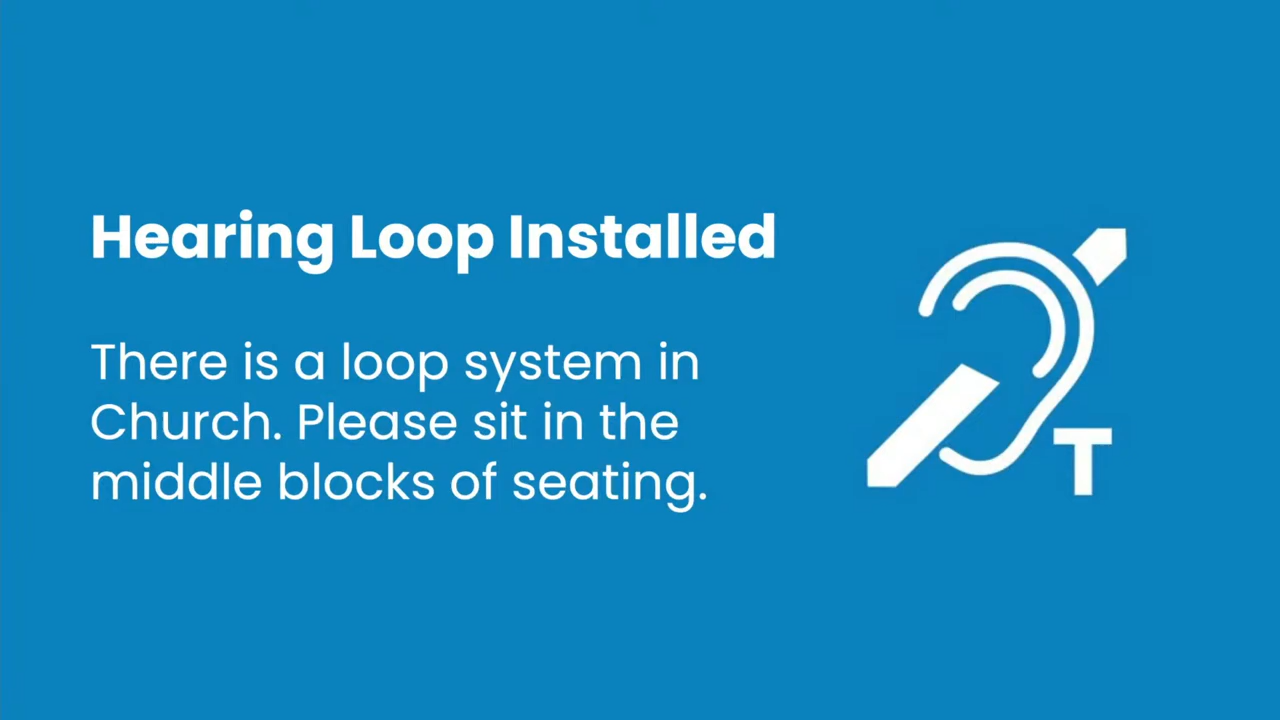 Hearing Loop Installed
There is a loop system in
Church. Please sit in the
middle blocks of seating.
T